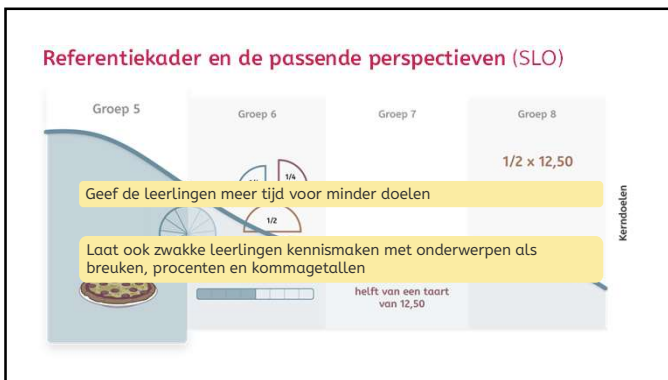 Referentiekader en de passende perspectieven (SLO)
Groep 5
Groep 6
Groep 7
Groep 8
1/2 x 12,50
1/4
Geef de leerlingen meer tijd voor minder doelen
1/2
Laat ook zwakke leerlingen kennismaken met onderwerpen als
breuken, procenten en kommagetallen
helft van een taart
van 12,50
Kerndoelen